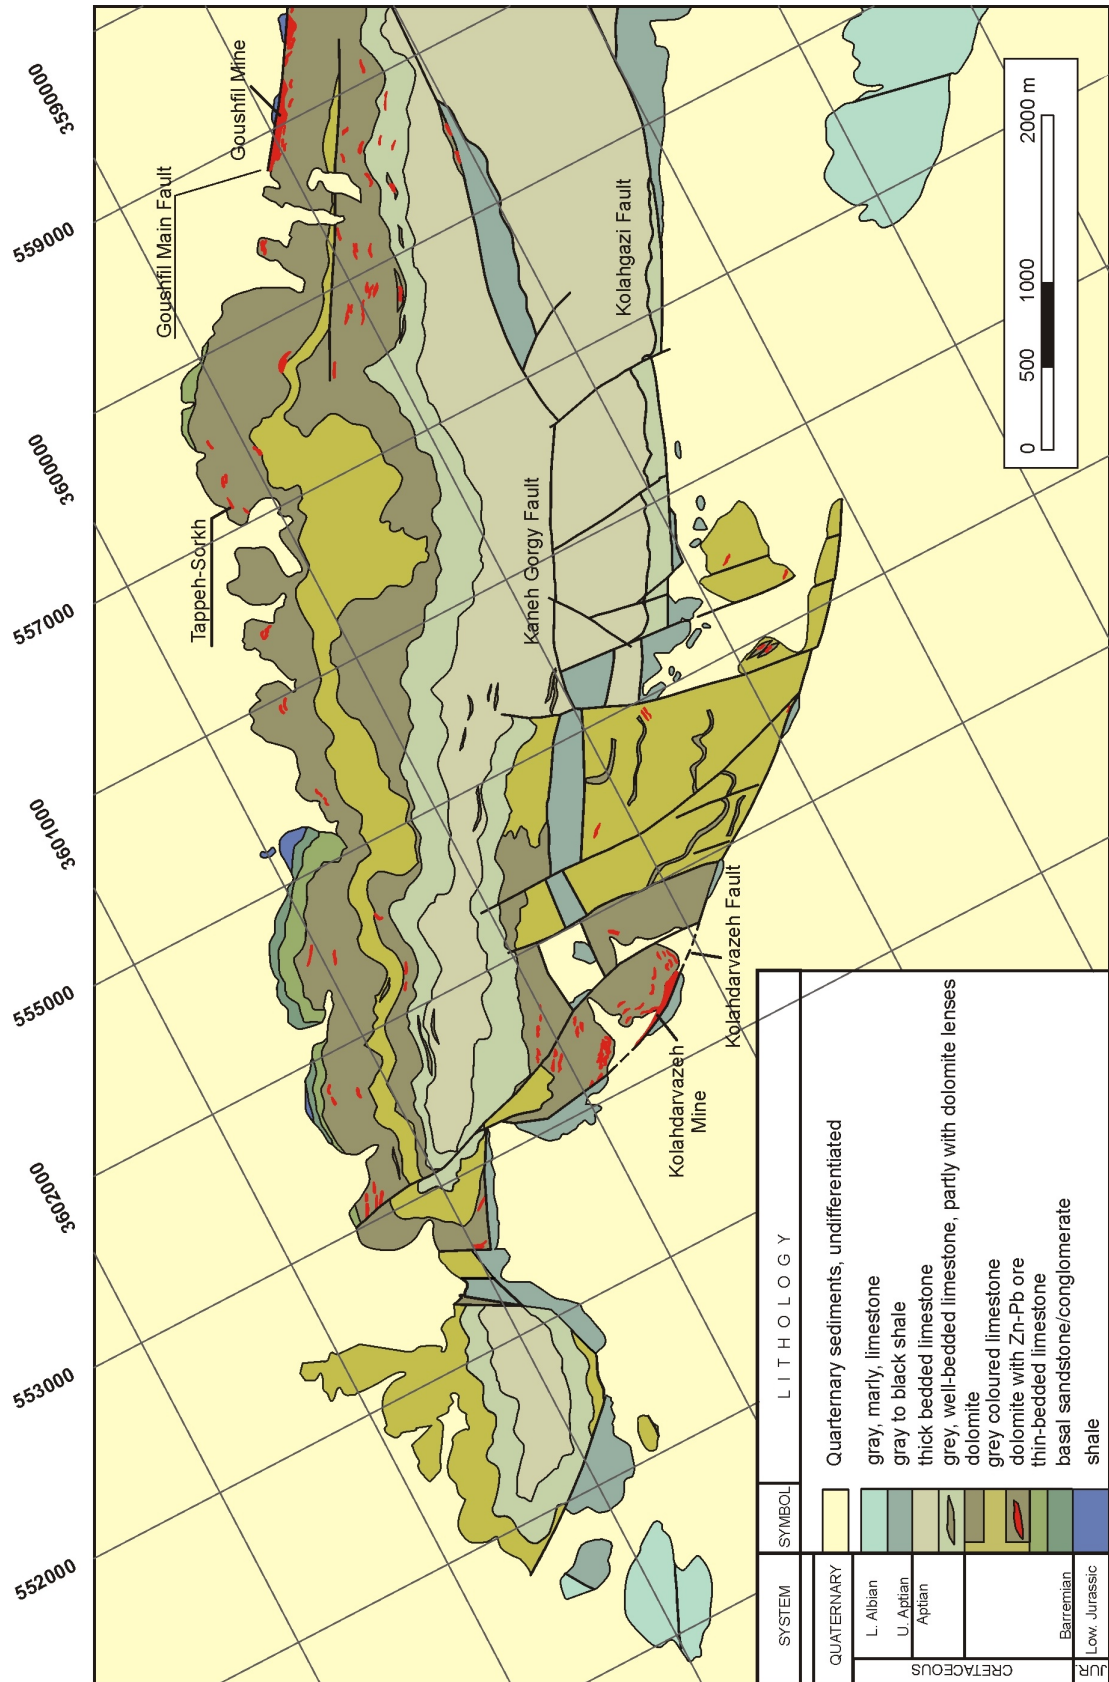 3590000
559000
3600000
557000
3601000
555000
3602000
553000
552000
Goushfil Mine
Goushfil Main Fault
Tappeh-Sorkh
Kolahgazi Fault
Kaneh Gorgy Fault
Kolahdarvazeh Fault
Kolahdarvazeh
Mine
0 500 1000 2000 m
SYSTEM SYMBOL LITHOLOGY
QUATERNARY Quarternary sediments, undifferentiated
CRETACEOUS
L. Albian gray, marly, limestone
U. Aptian gray to black shale
Aptian thick bedded limestone
grey, well-bedded limestone, partly with dolomite lenses
dolomite
grey coloured limestone
dolomite with Zn-Pb ore
thin-bedded limestone
Barremian basal sandstone/conglomerate
JUR. Low. Jurassic shale